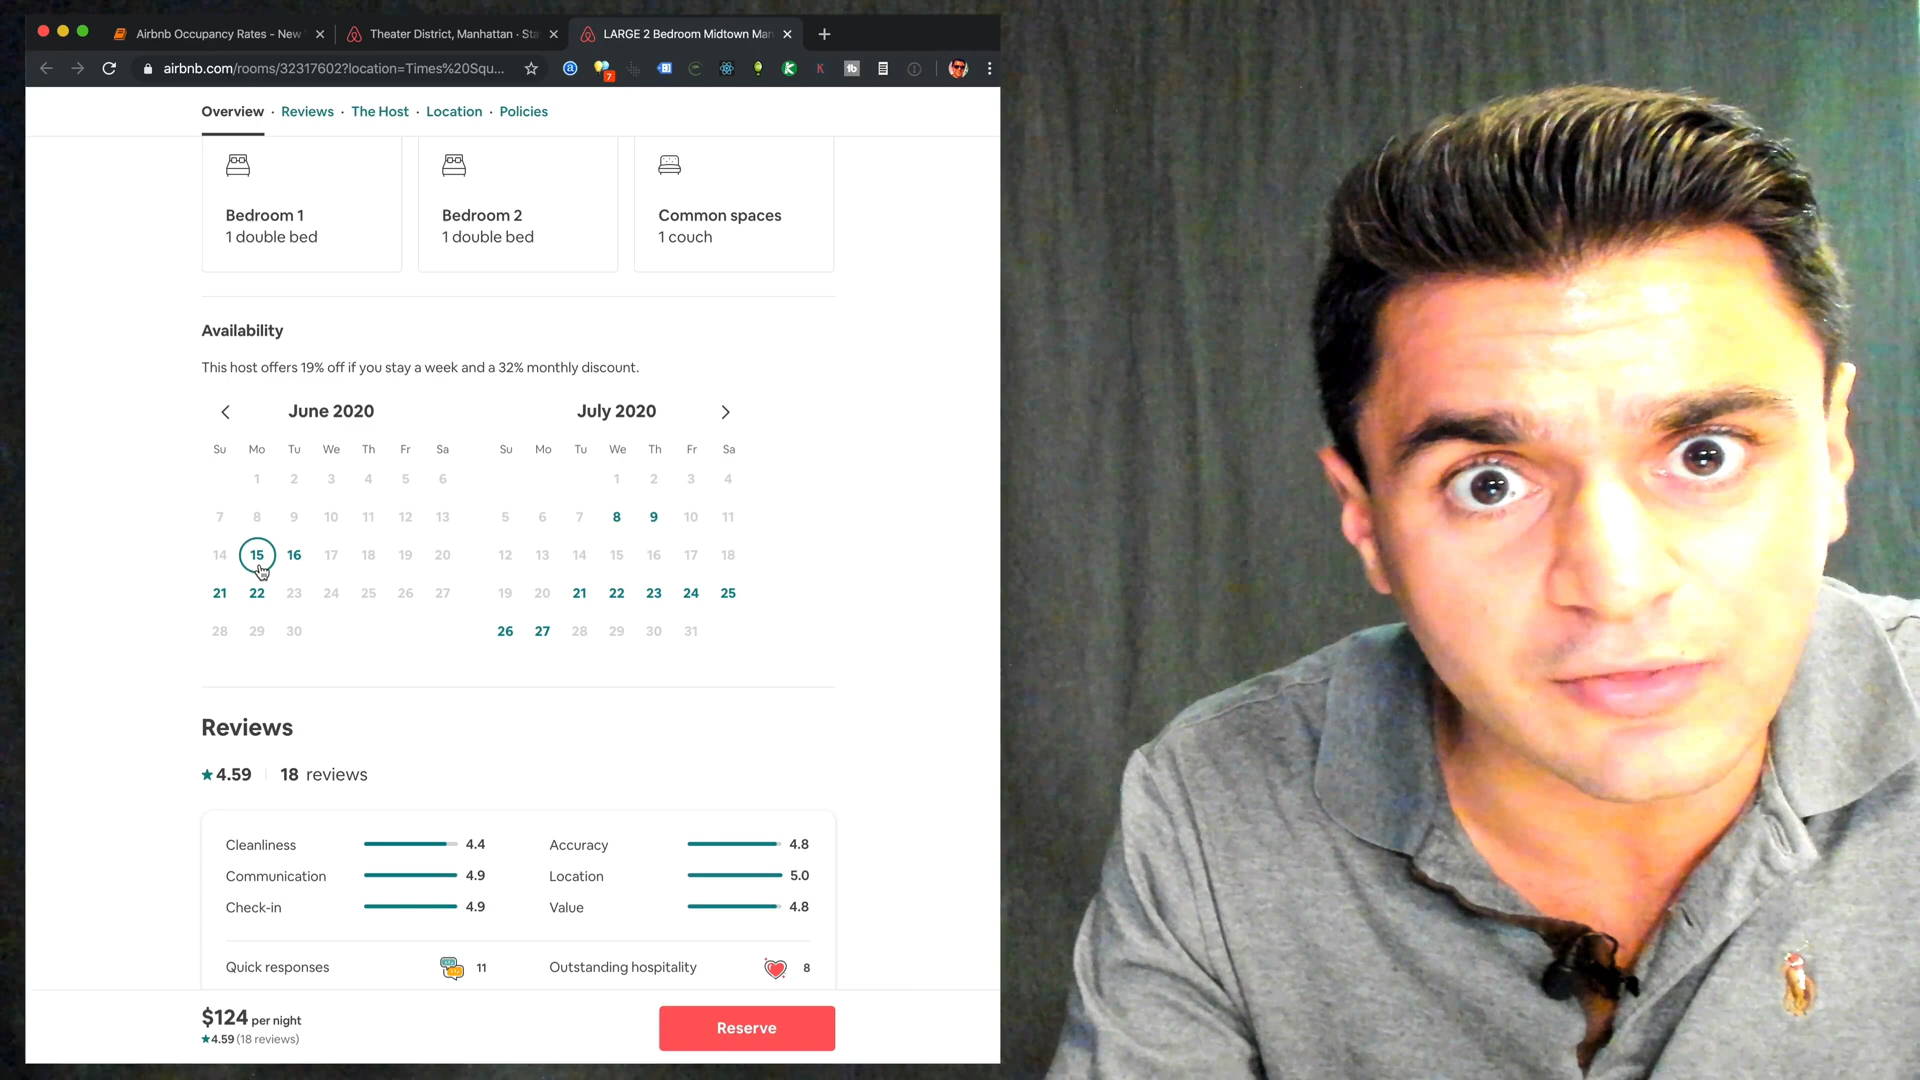 Airbnb Occupancy Rates - New
Theater District, Manhattan · Sta
LARGE 2 Bedroom Midtown Man
airbnb.com/rooms/32317602?location=Times%20Squ...
7
Overview · Reviews · The Host · Location · Policies
Bedroom 1
1 double bed
Bedroom 2
1 double bed
Common spaces
1 couch
Availability
This host offers 19% off if you stay a week and a 32% monthly discount.
June 2020
Su Mo Tu We Th Fr Sa
1 2 3 4 5 6
7 8 9 10 11 12 13
14 15 16 17 18 19 20
21 22 23 24 25 26 27
28 29 30
July 2020
Su Mo Tu We Th Fr Sa
1 2 3 4
5 6 7 8 9 10 11
12 13 14 15 16 17 18
19 20 21 22 23 24 25
26 27 28 29 30 31
Reviews
4.59 18 reviews
Cleanliness 4.4
Accuracy 4.8
Communication 4.9
Location 5.0
Check-in 4.9
Value 4.8
Quick responses 11
Outstanding hospitality 8
$124 per night
4.59 (18 reviews)
Reserve